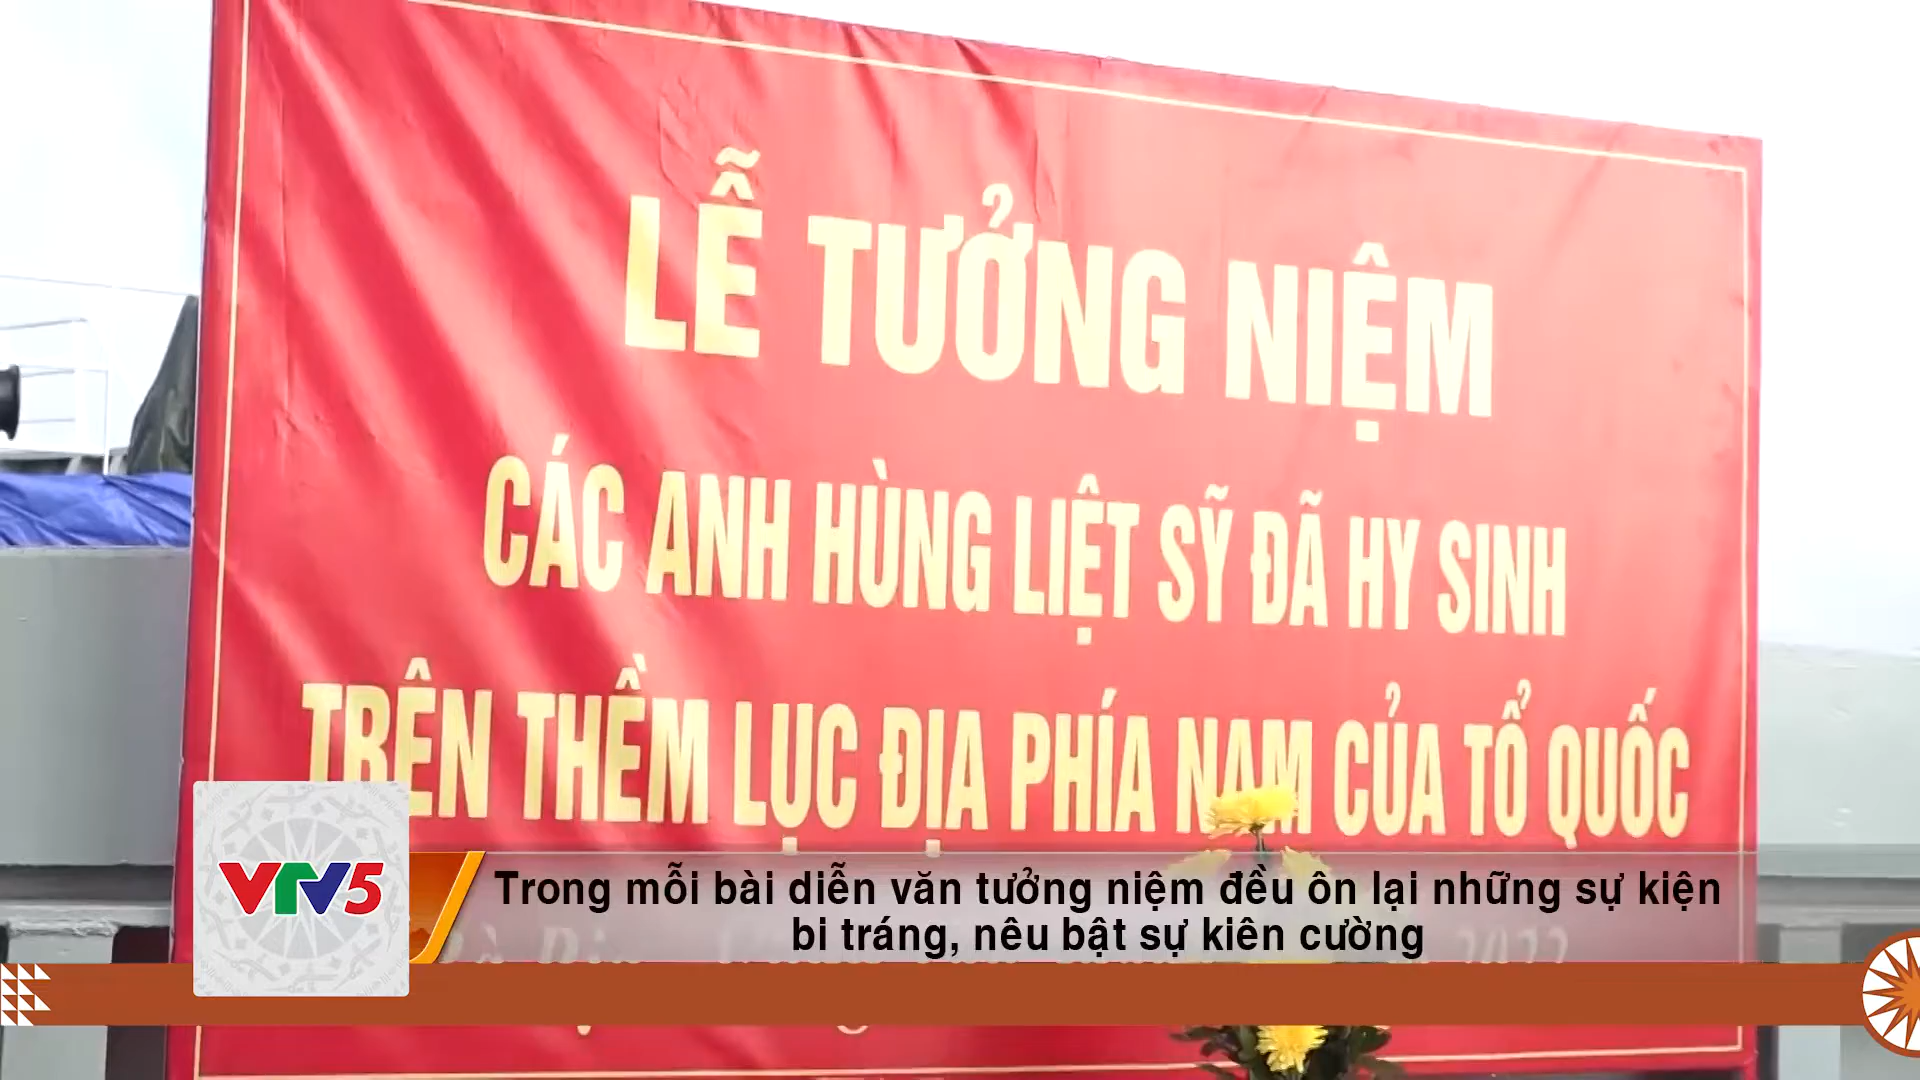 LỄ TƯỞNG NIỆM
CÁC ANH HÙNG LIỆT SỸ ĐÃ HY SINH
TRÊN THỀM LỤC ĐỊA PHÍA NAM CỦA TỔ QUỐC
VTV5
Trong mỗi bài diễn văn tưởng niệm đều ôn lại những sự kiện
bi tráng, nêu bật sự kiên cường